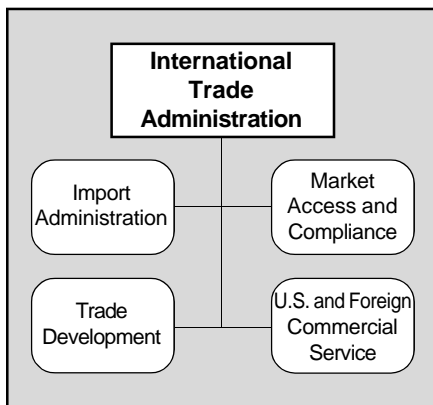 International
Trade
Administration
Import
Administration
Market
Access and
Compliance
Trade
Development
U.S. and Foreign
Commercial
Service